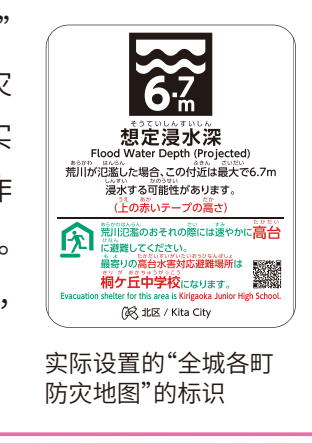 ”
灾
实
作
。
，
6.7m
そうていしんすいしん
想定浸水深
Flood Water Depth (Projected)
あらかわ はんらん ふきん さいだい
荒川が氾濫した場合、この付近は最大で6.7m
しんすい かのうせい
浸水する可能性があります。
うえ あか たか
(上の赤いテープの高さ)
あらかわはんらん さい すみ たかだい
荒川氾濫のおそれの際には速やかに高台
ひなん
に避難してください。
もよ たかだいすいがいたいおうひなんばしょ
最寄りの高台水害対応避難場所は
きりがおかちゅうがっこう
桐ケ丘中学校になります。
Evacuation shelter for this area is Kirigaoka Junior High School.
北区 / Kita City
实际设置的“全城各町
防灾地图”的标识